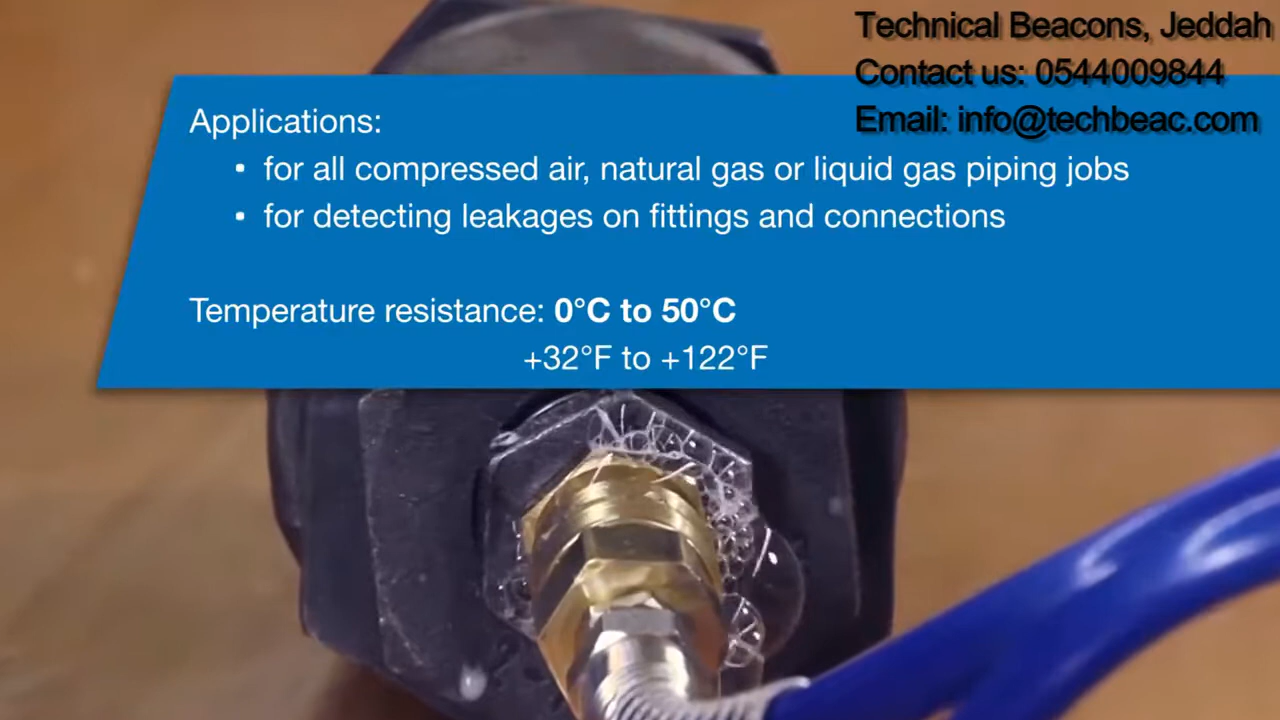 Technical Beacons, Jeddah
Contact us: 0544009844
Email: info@techbeac.com
Applications:
• for all compressed air, natural gas or liquid gas piping jobs
• for detecting leakages on fittings and connections
Temperature resistance: 0°C to 50°C
+32°F to +122°F